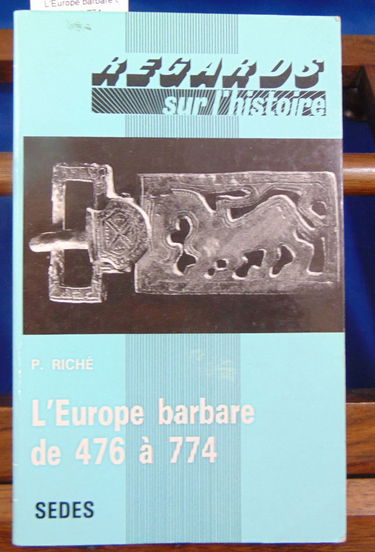 L'Europe barbare
REGARDS
sur l'histoire
P. RICHÉ
L'Europe barbare
de 476 à 774
SEDES